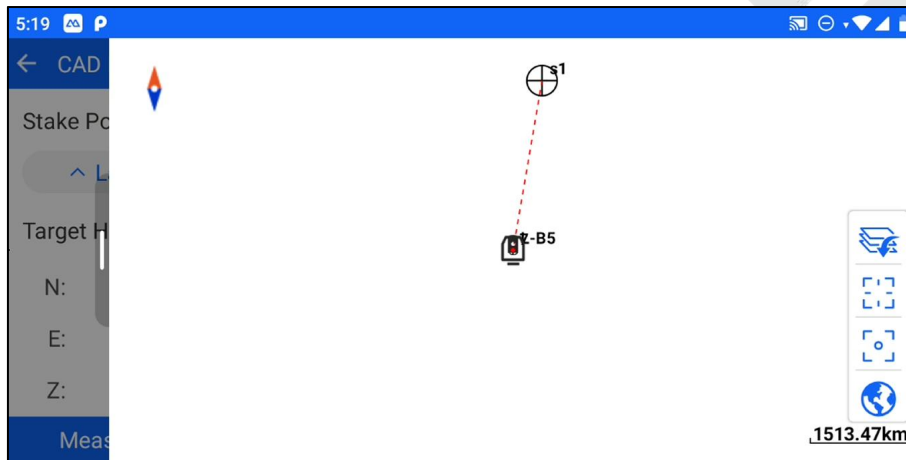 5:19
CAD
s1
Stake Po
Target H
-B5
N:
E:
Z:
1513.47km
Meas